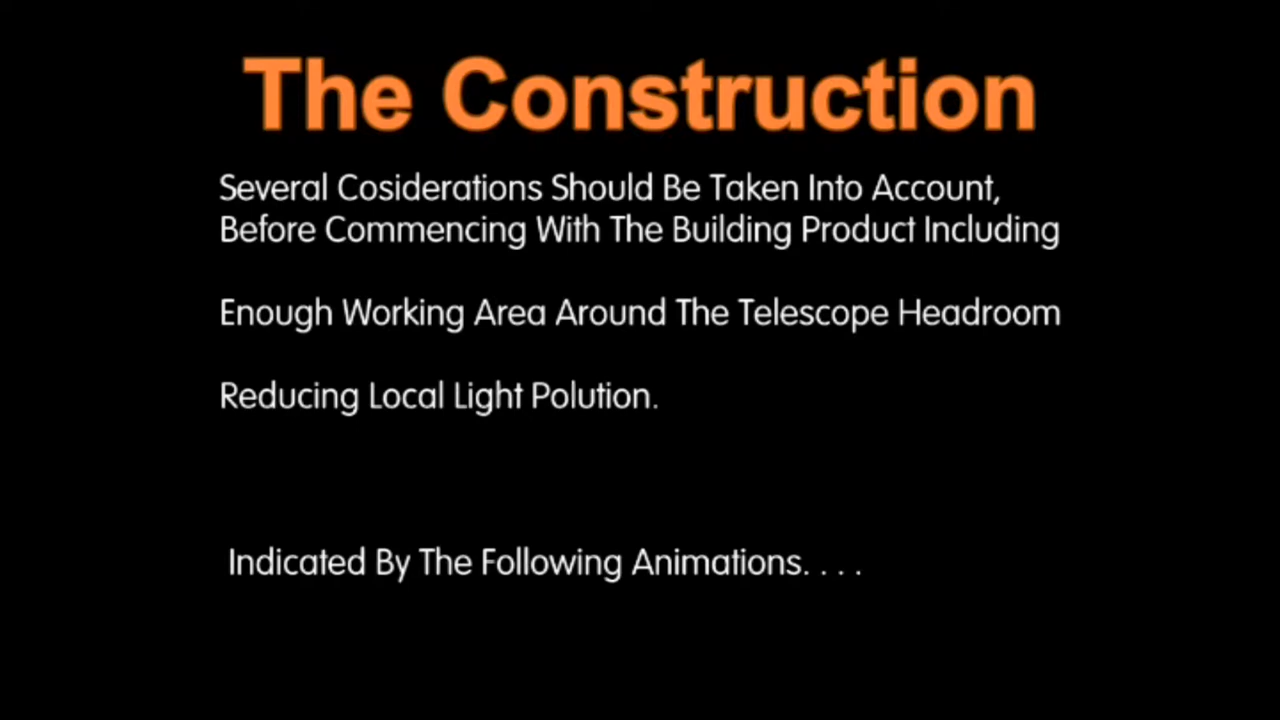 The Construction
Several Cosiderations Should Be Taken Into Account,
Before Commencing With The Building Product Including
Enough Working Area Around The Telescope Headroom
Reducing Local Light Polution.
Indicated By The Following Animations. . . .